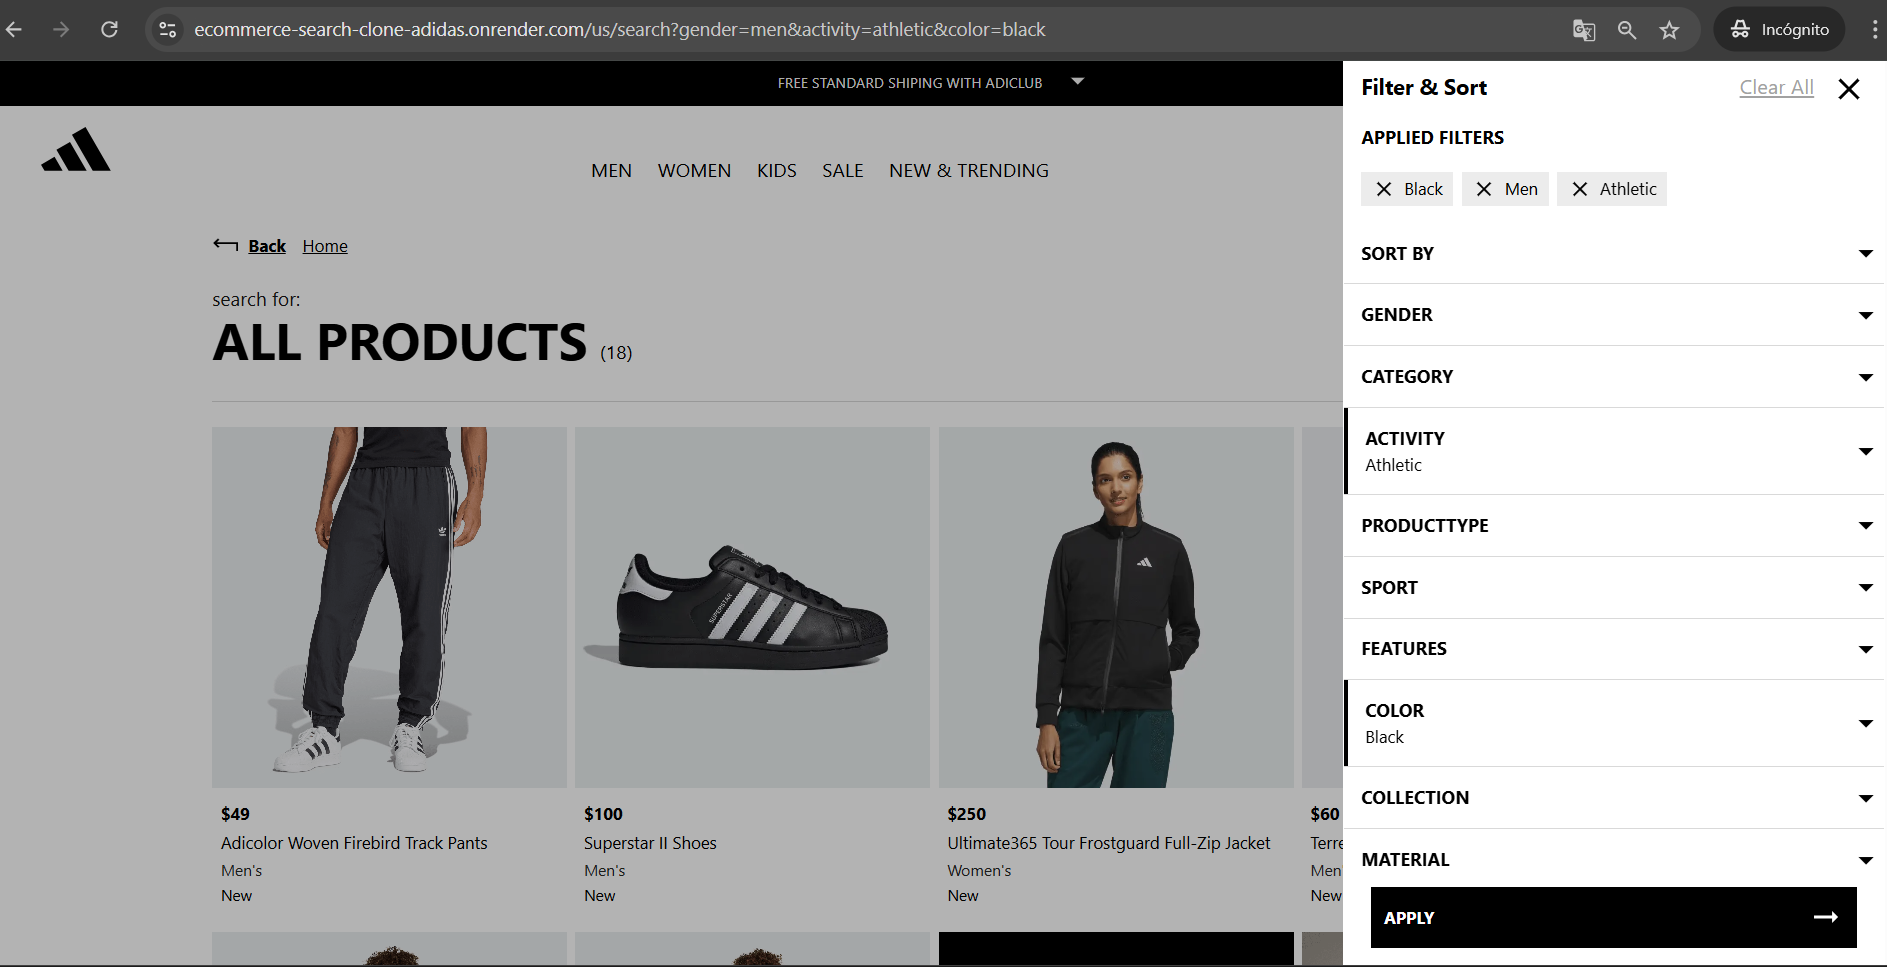 ecommerce-search-clone-adidas.onrender.com/us/search?gender=men&activity=athletic&color=black
Incógnito
FREE STANDARD SHIPING WITH ADICLUB
MEN WOMEN KIDS SALE NEW & TRENDING
Back Home
search for:
ALL PRODUCTS (18)
SUPERSTAR
$49
Adicolor Woven Firebird Track Pants
Men's
New
$100
Superstar II Shoes
Men's
New
$250
Ultimate365 Tour Frostguard Full-Zip Jacket
Women's
New
$60
Terre
Men
New
Filter & Sort
Clear All
APPLIED FILTERS
Black Men Athletic
SORT BY
GENDER
CATEGORY
ACTIVITY
Athletic
PRODUCTTYPE
SPORT
FEATURES
COLOR
Black
COLLECTION
MATERIAL
APPLY